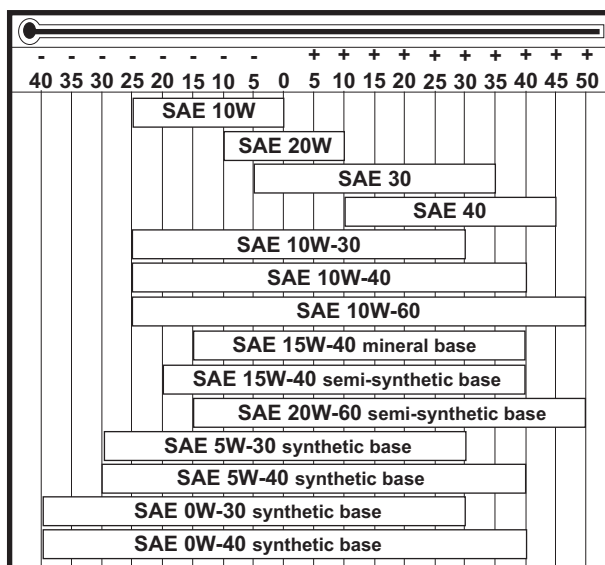 - - - - - - - - + + + + + + + + + +
40 35 30 25 20 15 10 5 0 5 10 15 20 25 30 35 40 45 50
SAE 10W
SAE 20W
SAE 30
SAE 40
SAE 10W-30
SAE 10W-40
SAE 10W-60
SAE 15W-40 mineral base
SAE 15W-40 semi-synthetic base
SAE 20W-60 semi-synthetic base
SAE 5W-30 synthetic base
SAE 5W-40 synthetic base
SAE 0W-30 synthetic base
SAE 0W-40 synthetic base